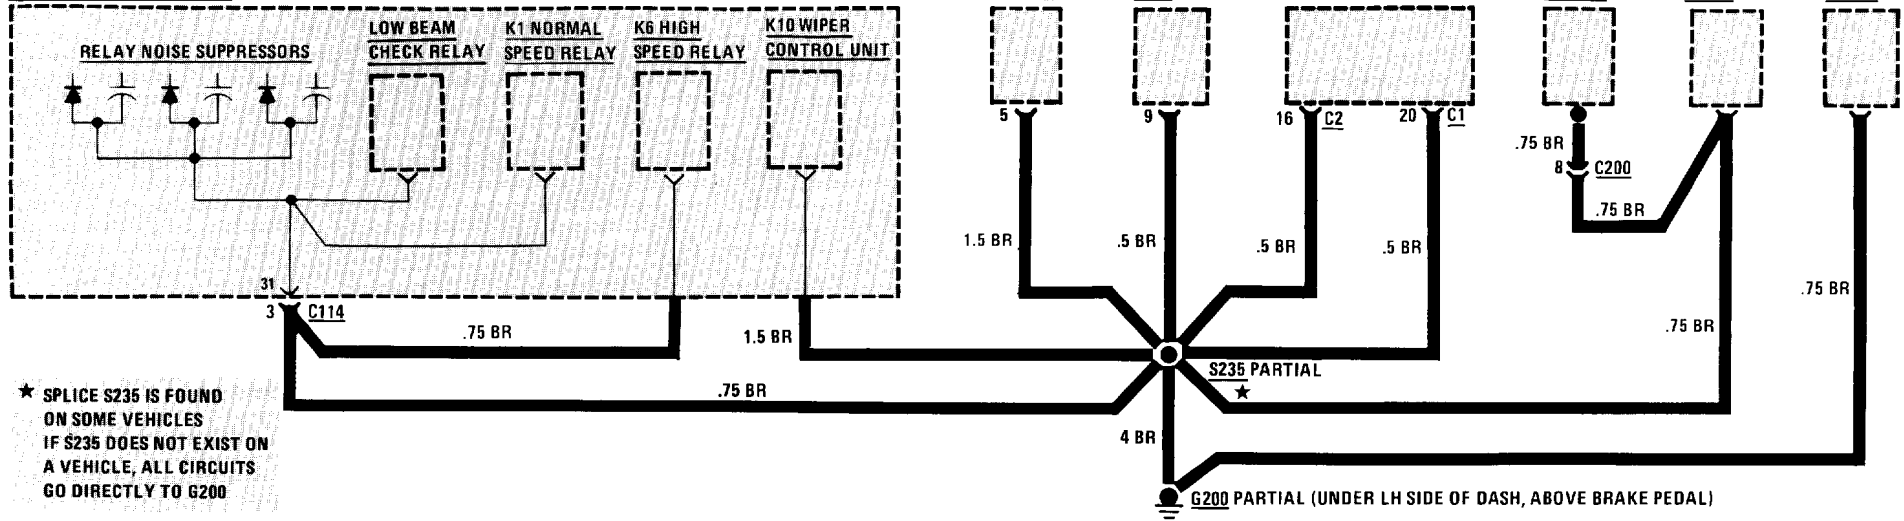 RELAY NOISE SUPPRESSORS
LOW BEAM
CHECK RELAY
K1 NORMAL
SPEED RELAY
K6 HIGH
SPEED RELAY
K10 WIPER
CONTROL UNIT
5
9
16
C2
20
C1
.75 BR
8
C200
.75 BR
1.5 BR
.5 BR
.5 BR
.5 BR
.75 BR
31
3
C114
.75 BR
1.5 BR
.75 BR
S235 PARTIAL
★
.75 BR
★ SPLICE S235 IS FOUND
ON SOME VEHICLES
IF S235 DOES NOT EXIST ON
A VEHICLE, ALL CIRCUITS
GO DIRECTLY TO G200
4 BR
G200 PARTIAL (UNDER LH SIDE OF DASH, ABOVE BRAKE PEDAL)